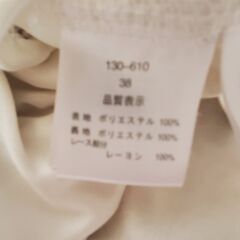 130-610
38
品質表示
表地 ポリエステル 100%
裏地 ポリエステル 100%
レース部分
レーヨン 100%